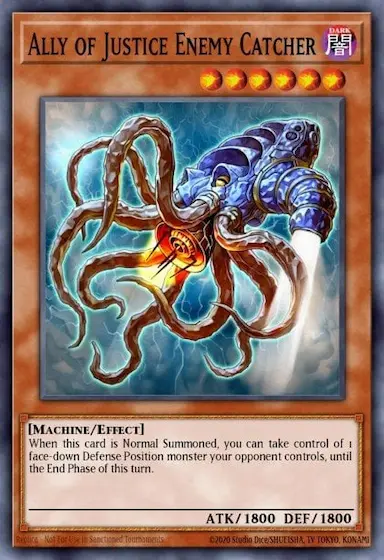 ALLY OF JUSTICE ENEMY CATCHER
DARK
闇
[MACHINE/EFFECT]
When this card is Normal Summoned, you can take control of 1
face-down Defense Position monster your opponent controls, until
the End Phase of this turn.
ATK/1800 DEF/1800
Replica - Not For Use in Sanctioned Tournaments
©2020 Studio Dice/SHUEISHA, TV TOKYO, KONAMI